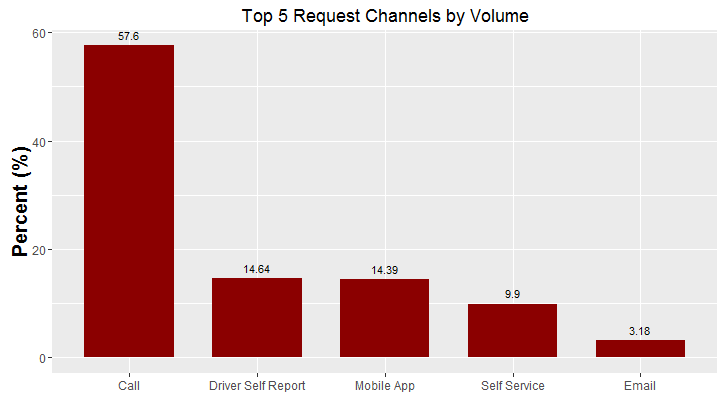 Top 5 Request Channels by Volume
Percent (%)
60
40
20
0
57.6
14.64
14.39
9.9
3.18
Call
Driver Self Report
Mobile App
Self Service
Email